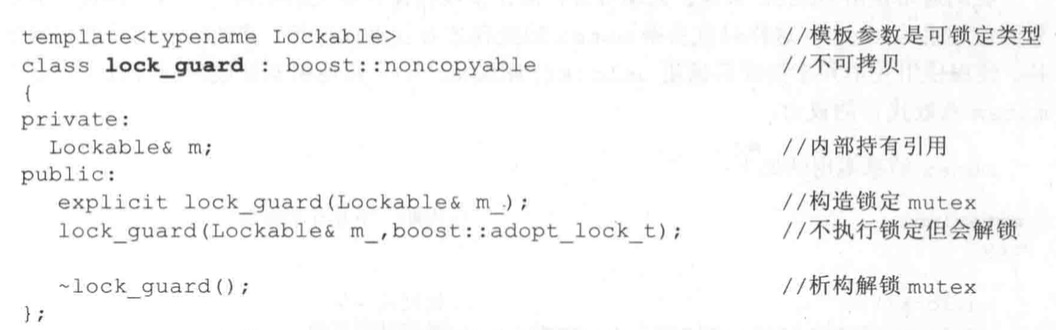 template<typename Lockable> //模板参数是可锁定类型
class lock_guard : boost::noncopyable //不可拷贝
{
private:
Lockable& m; //内部持有引用
public:
explicit lock_guard(Lockable& m_); //构造锁定 mutex
lock_guard(Lockable& m_,boost::adopt_lock_t); //不执行锁定但会解锁
~lock_guard(); //析构解锁 mutex
};